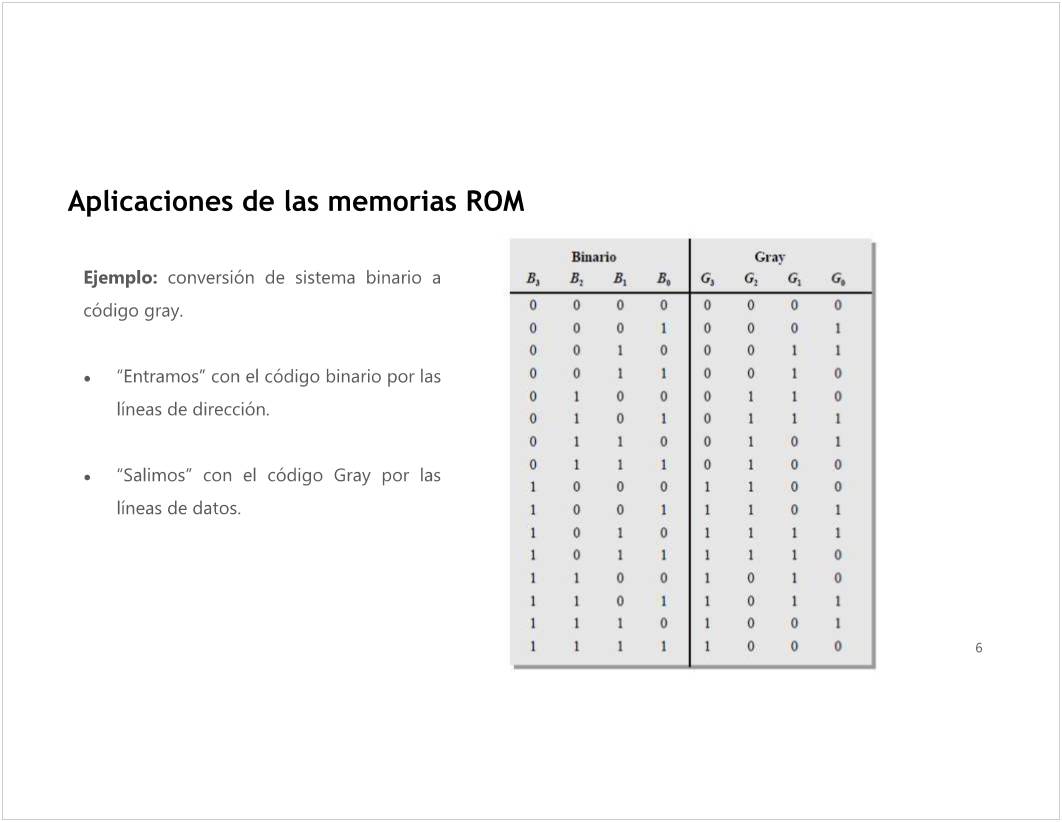 Aplicaciones de las memorias ROM
Ejemplo: conversión de sistema binario a
código gray.
● “Entramos” con el código binario por las
líneas de dirección.
● “Salimos” con el código Gray por las
líneas de datos.
Binario Gray
B₃ B₂ B₁ B₀ G₃ G₂ G₁ G₀
0 0 0 0 0 0 0 0
0 0 0 1 0 0 0 1
0 0 1 0 0 0 1 1
0 0 1 1 0 0 1 0
0 1 0 0 0 1 1 0
0 1 0 1 0 1 1 1
0 1 1 0 0 1 0 1
0 1 1 1 0 1 0 0
1 0 0 0 1 1 0 0
1 0 0 1 1 1 0 1
1 0 1 0 1 1 1 1
1 0 1 1 1 1 1 0
1 1 0 0 1 0 1 0
1 1 0 1 1 0 1 1
1 1 1 0 1 0 0 1
1 1 1 1 1 0 0 0
6